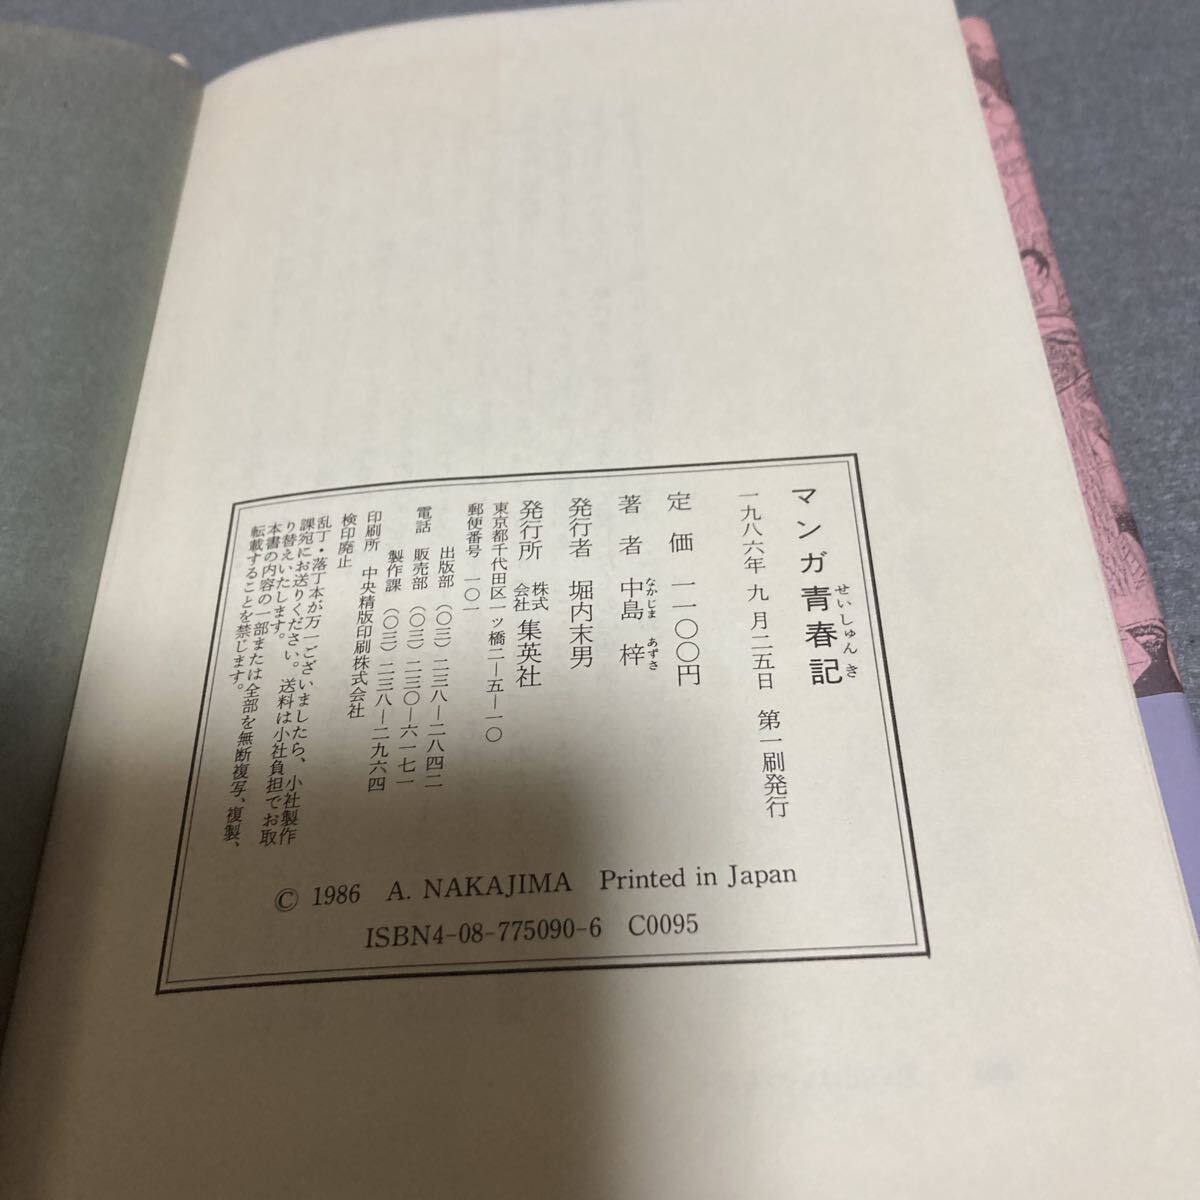 マンガ青春記
せいしゅんき
一九八六年九月二五日 第一刷発行
定価 一一〇〇円
著者 中島 梓
なかじま あずさ
発行者 堀内末男
発行所 株式会社 集英社
東京都千代田区一ッ橋二―五―一〇
郵便番号 一〇一
出版部 (〇三) 二三八―二八四二
電話 販売部 (〇三) 二三〇―六一七一
製作課 (〇三) 二三八―二九六四
印刷所 中央精版印刷株式会社
検印廃止
乱丁・落丁本が万一ございましたら、小社製作
課宛にお送りください。送料は小社負担でお取
り替えいたします。
本書の内容の一部または全部を無断複写、複製、
転載することを禁じます。
© 1986 A. NAKAJIMA Printed in Japan
ISBN4-08-775090-6 C0095